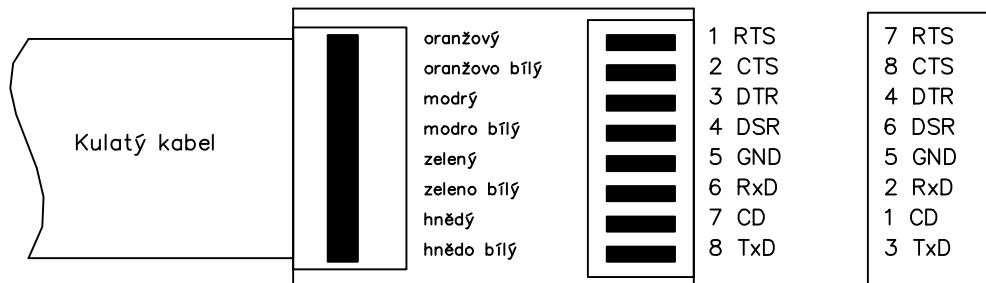 oranžový 1 RTS 7 RTS
oranžovo bílý 2 CTS 8 CTS
modrý 3 DTR 4 DTR
modro bílý 4 DSR 6 DSR
Kulatý kabel
zelený 5 GND 5 GND
zeleno bílý 6 RxD 2 RxD
hnědý 7 CD 1 CD
hnědo bílý 8 TxD 3 TxD